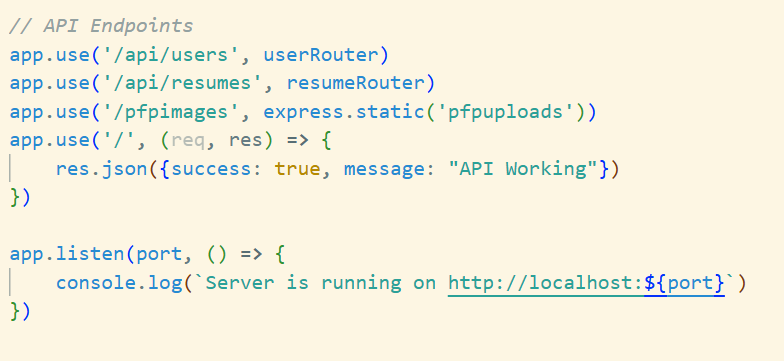 // API Endpoints
app.use('/api/users', userRouter)
app.use('/api/resumes', resumeRouter)
app.use('/pfpimages', express.static('pfpuploads'))
app.use('/', (req, res) => {
    res.json({success: true, message: "API Working"})
})

app.listen(port, () => {
    console.log(`Server is running on http://localhost:${port}`)
})